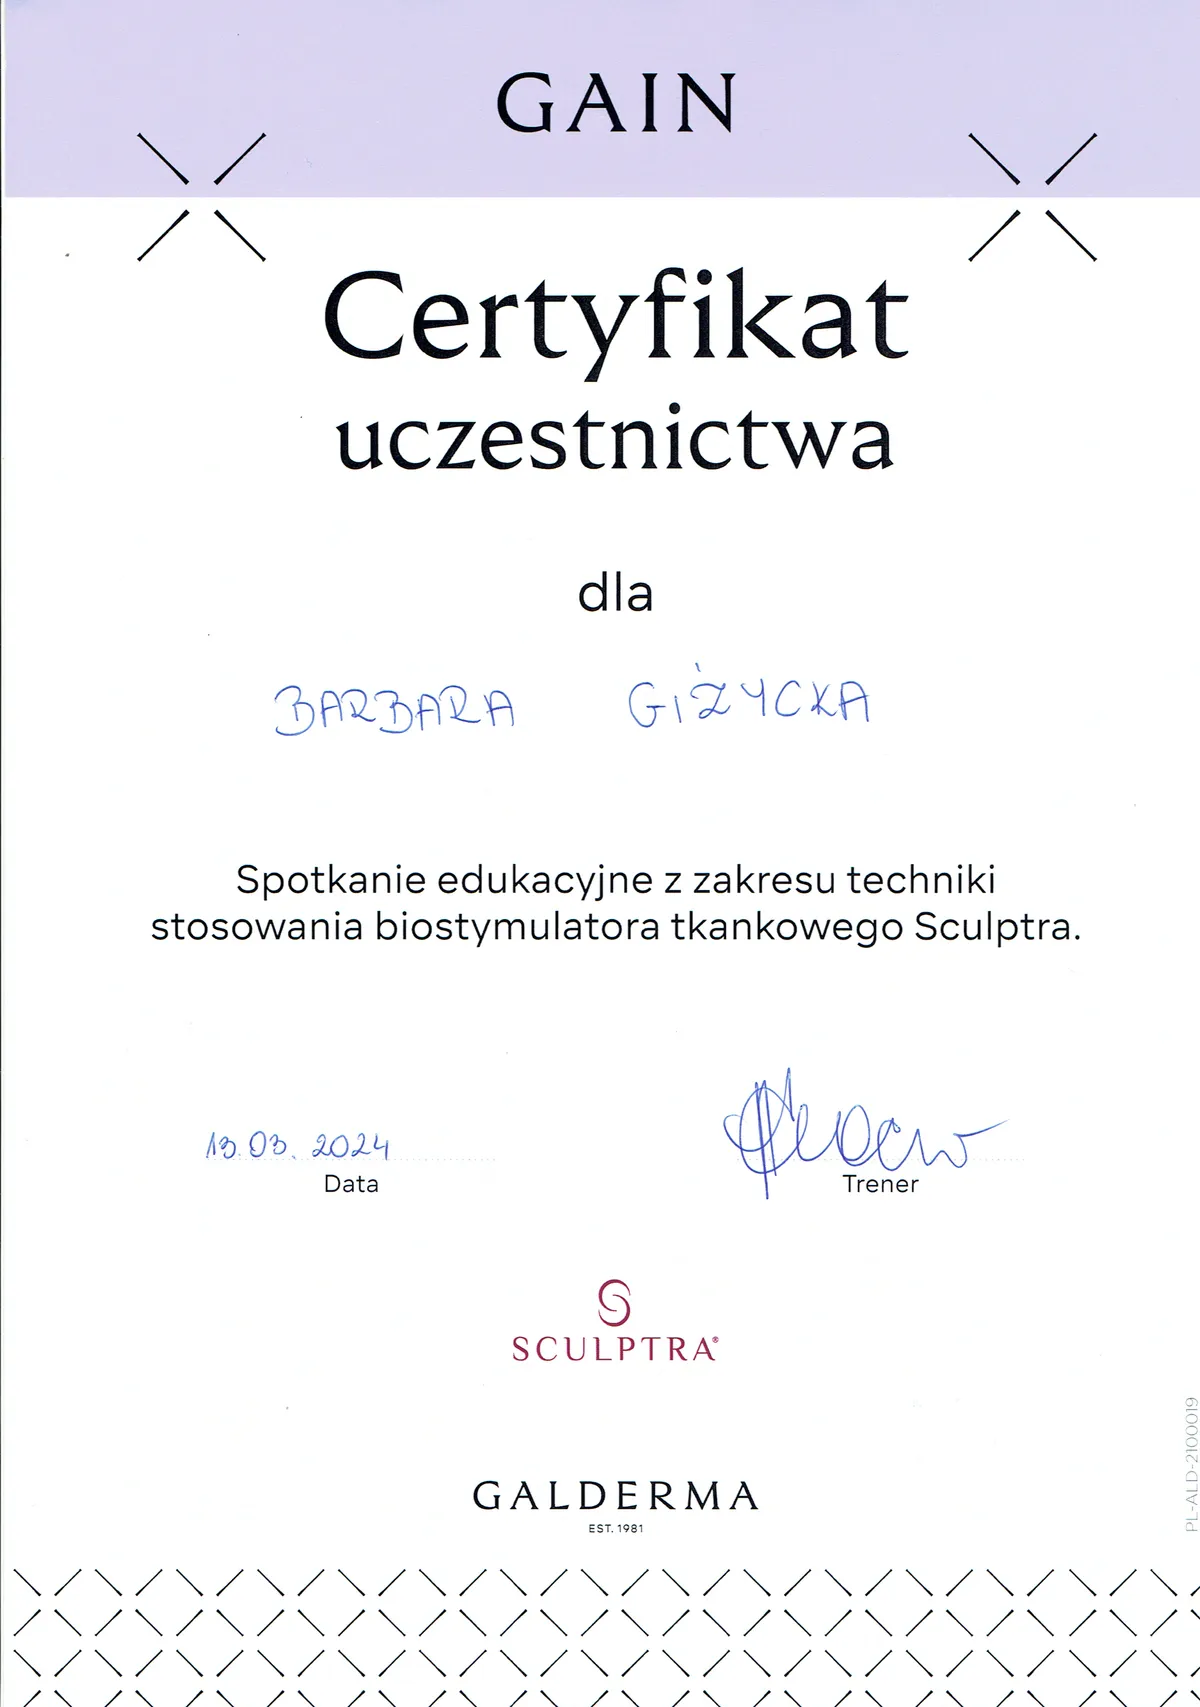 GAIN
Certyfikat
uczestnictwa
dla
BARBARA GIŻYCKA
Spotkanie edukacyjne z zakresu techniki
stosowania biostymulatora tkankowego Sculptra.
13.03.2024
Data
Trener
SCULPTRA®
GALDERMA
EST. 1981
PL-ALD-2100019